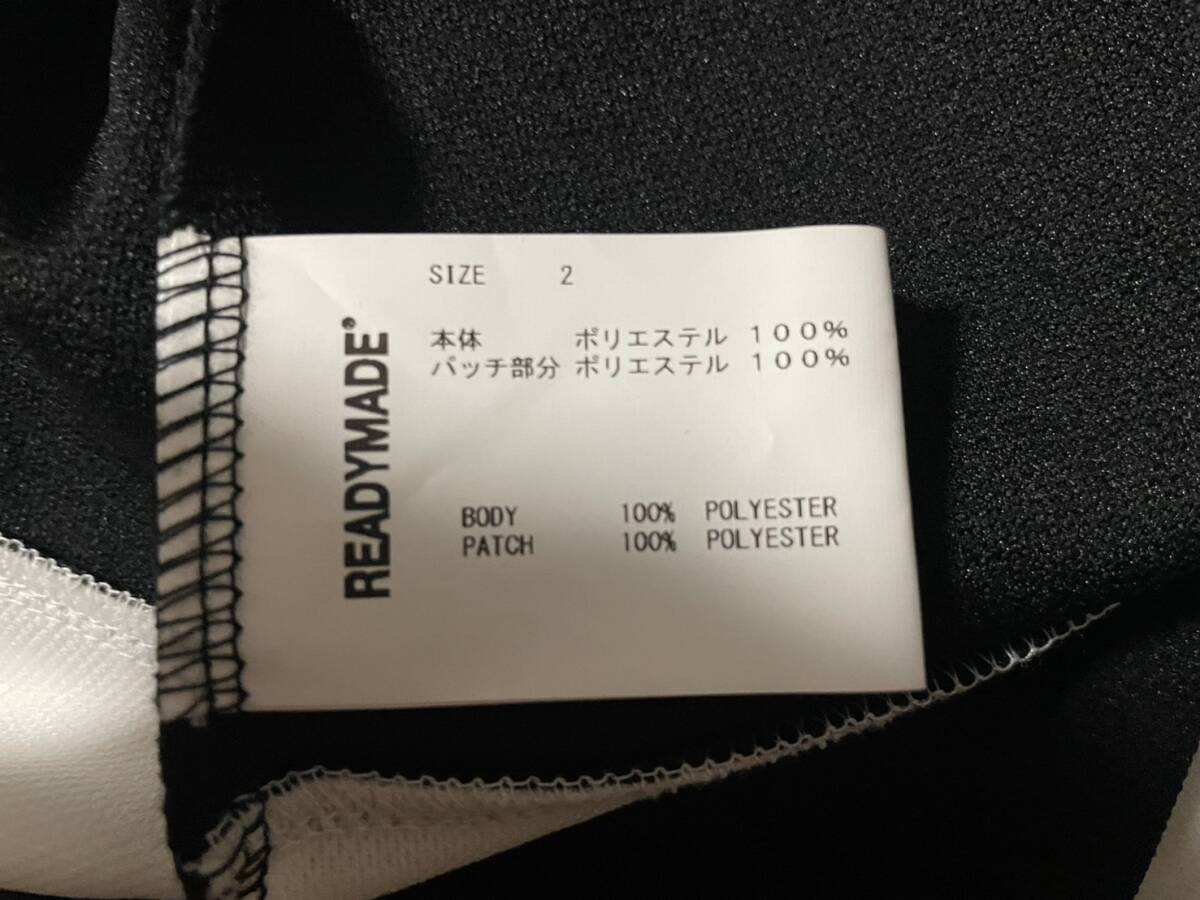 SIZE 2
READYMADE®
本体 ポリエステル 100%
パッチ部分 ポリエステル 100%
BODY 100% POLYESTER
PATCH 100% POLYESTER